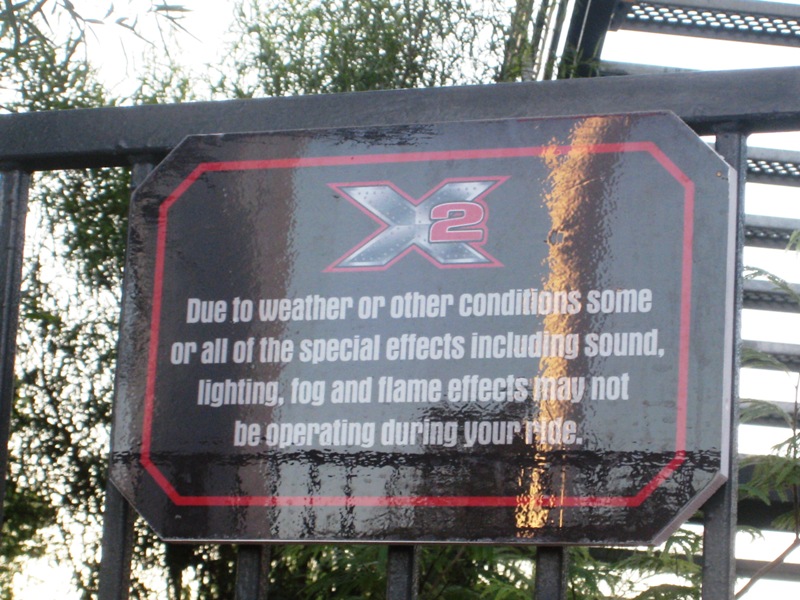 X2
Due to weather or other conditions some
or all of the special effects including sound,
lighting, fog and flame effects may not
be operating during your ride.